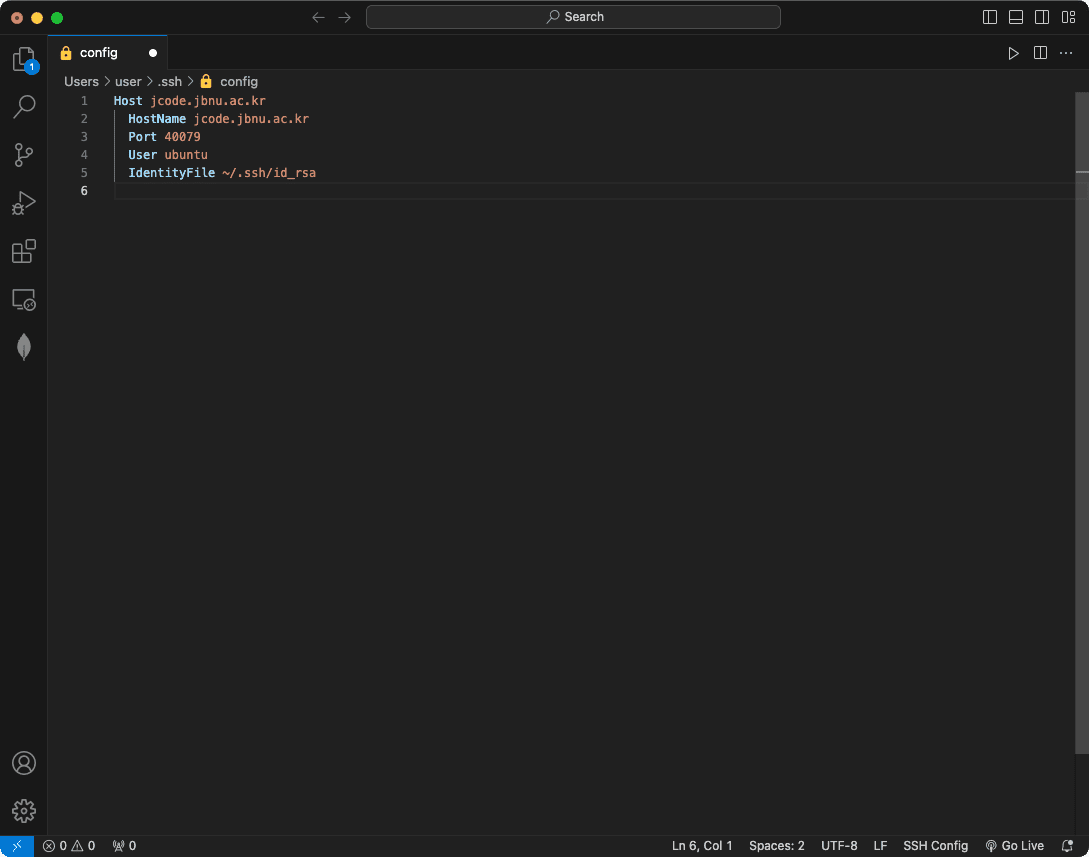 Search
config
1
Users > user > .ssh > config
1 Host jcode.jbnu.ac.kr
2 HostName jcode.jbnu.ac.kr
3 Port 40079
4 User ubuntu
5 IdentityFile ~/.ssh/id_rsa
6
0 0 0 Ln 6, Col 1 Spaces: 2 UTF-8 LF SSH Config Go Live